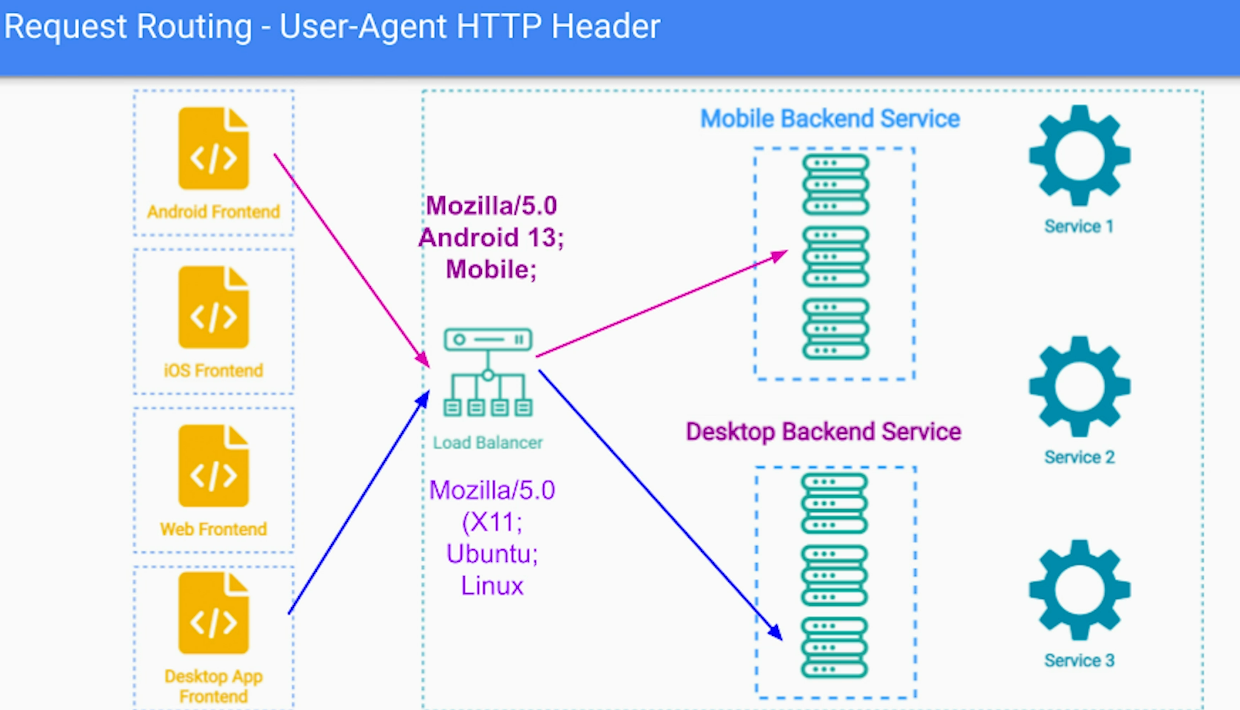 Request Routing - User-Agent HTTP Header
Android Frontend
iOS Frontend
Web Frontend
Desktop App
Frontend
Mozilla/5.0
Android 13;
Mobile;
Load Balancer
Mozilla/5.0
(X11;
Ubuntu;
Linux
Mobile Backend Service
Desktop Backend Service
Service 1
Service 2
Service 3